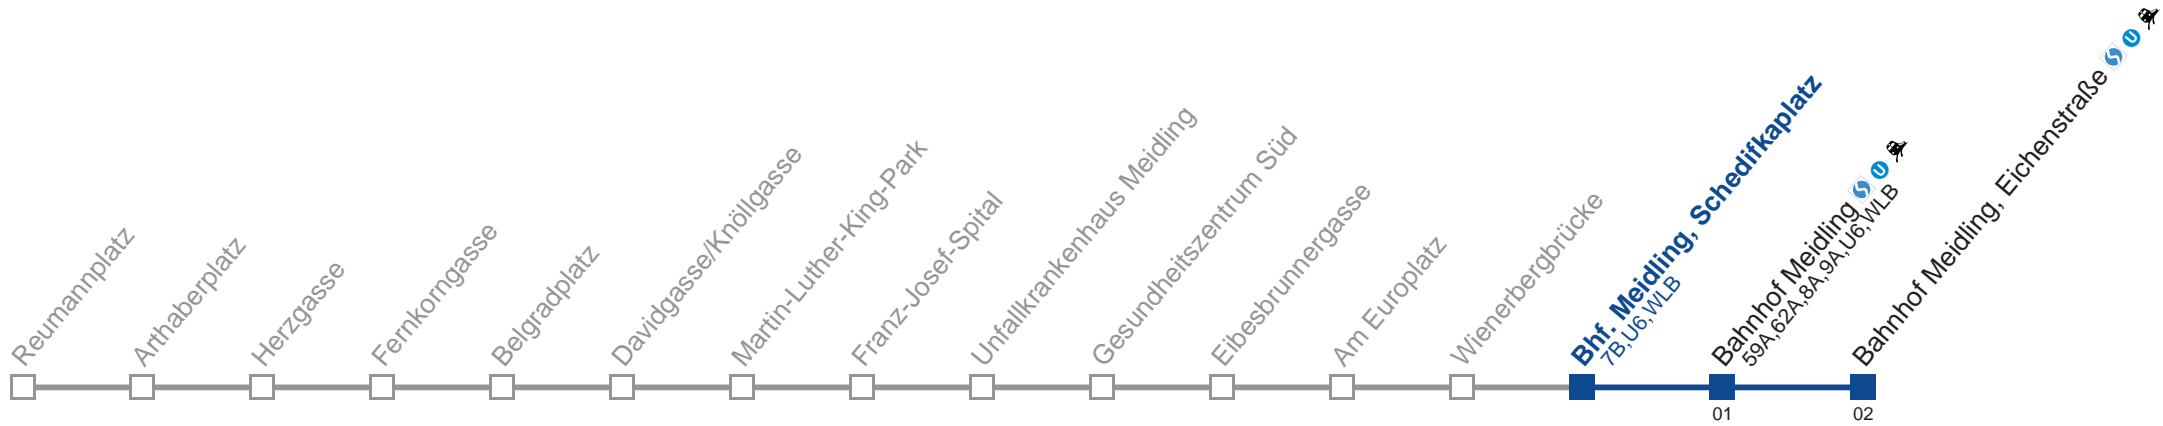 Reumannplatz
Arthaberplatz
Herzgasse
Fernkorngasse
Belgradplatz
Davidgasse/Knöllgasse
Martin-Luther-King-Park
Franz-Josef-Spital
Unfallkrankenhaus Meidling
Gesundheitszentrum Süd
Eibesbrunnergasse
Am Europlatz
Wienerbergbrücke
Bhf. Meidling, Schedifkaplatz
7B,U6,WLB
Bahnhof Meidling S U
59A,62A,8A,9A,U6,WLB
Bahnhof Meidling, Eichenstraße S U
01
02